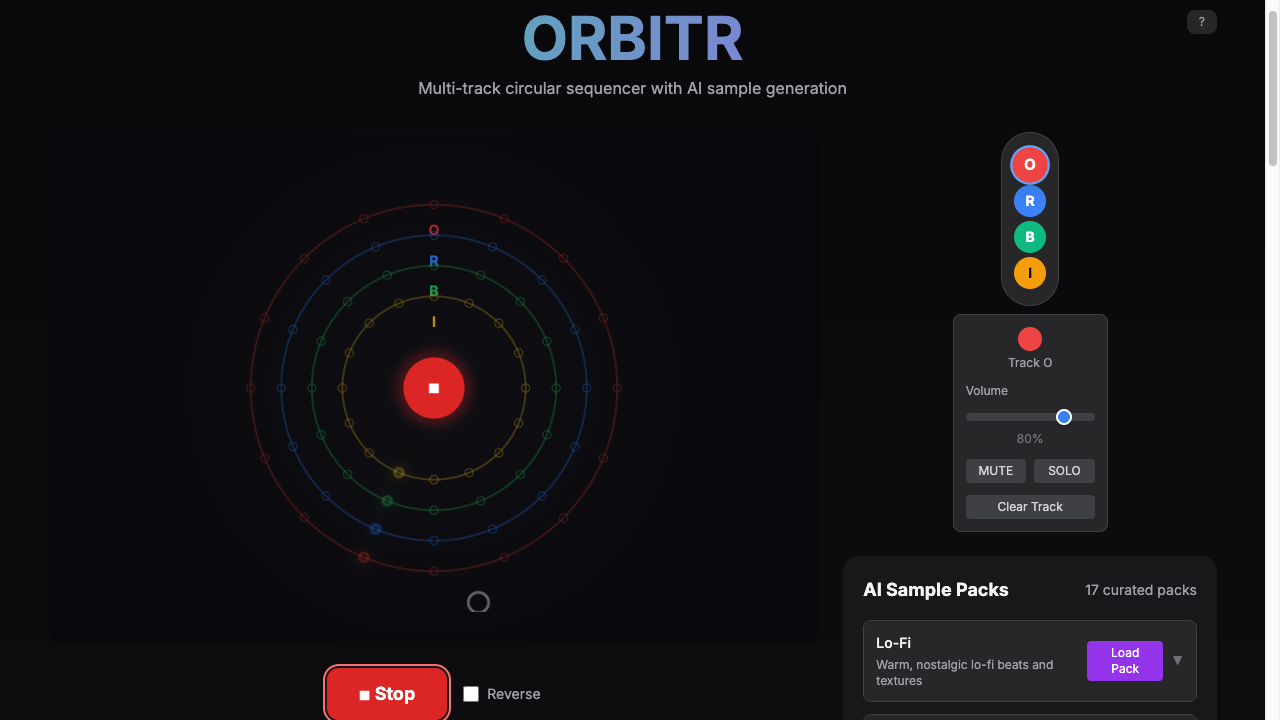 ORBITR
?
Multi-track circular sequencer with AI sample generation
O
R
B
I
O
R
B
I
Track O
Volume
80%
MUTE SOLO
Clear Track
AI Sample Packs 17 curated packs
Lo-Fi
Warm, nostalgic lo-fi beats and
textures
Load
Pack
Stop
Reverse